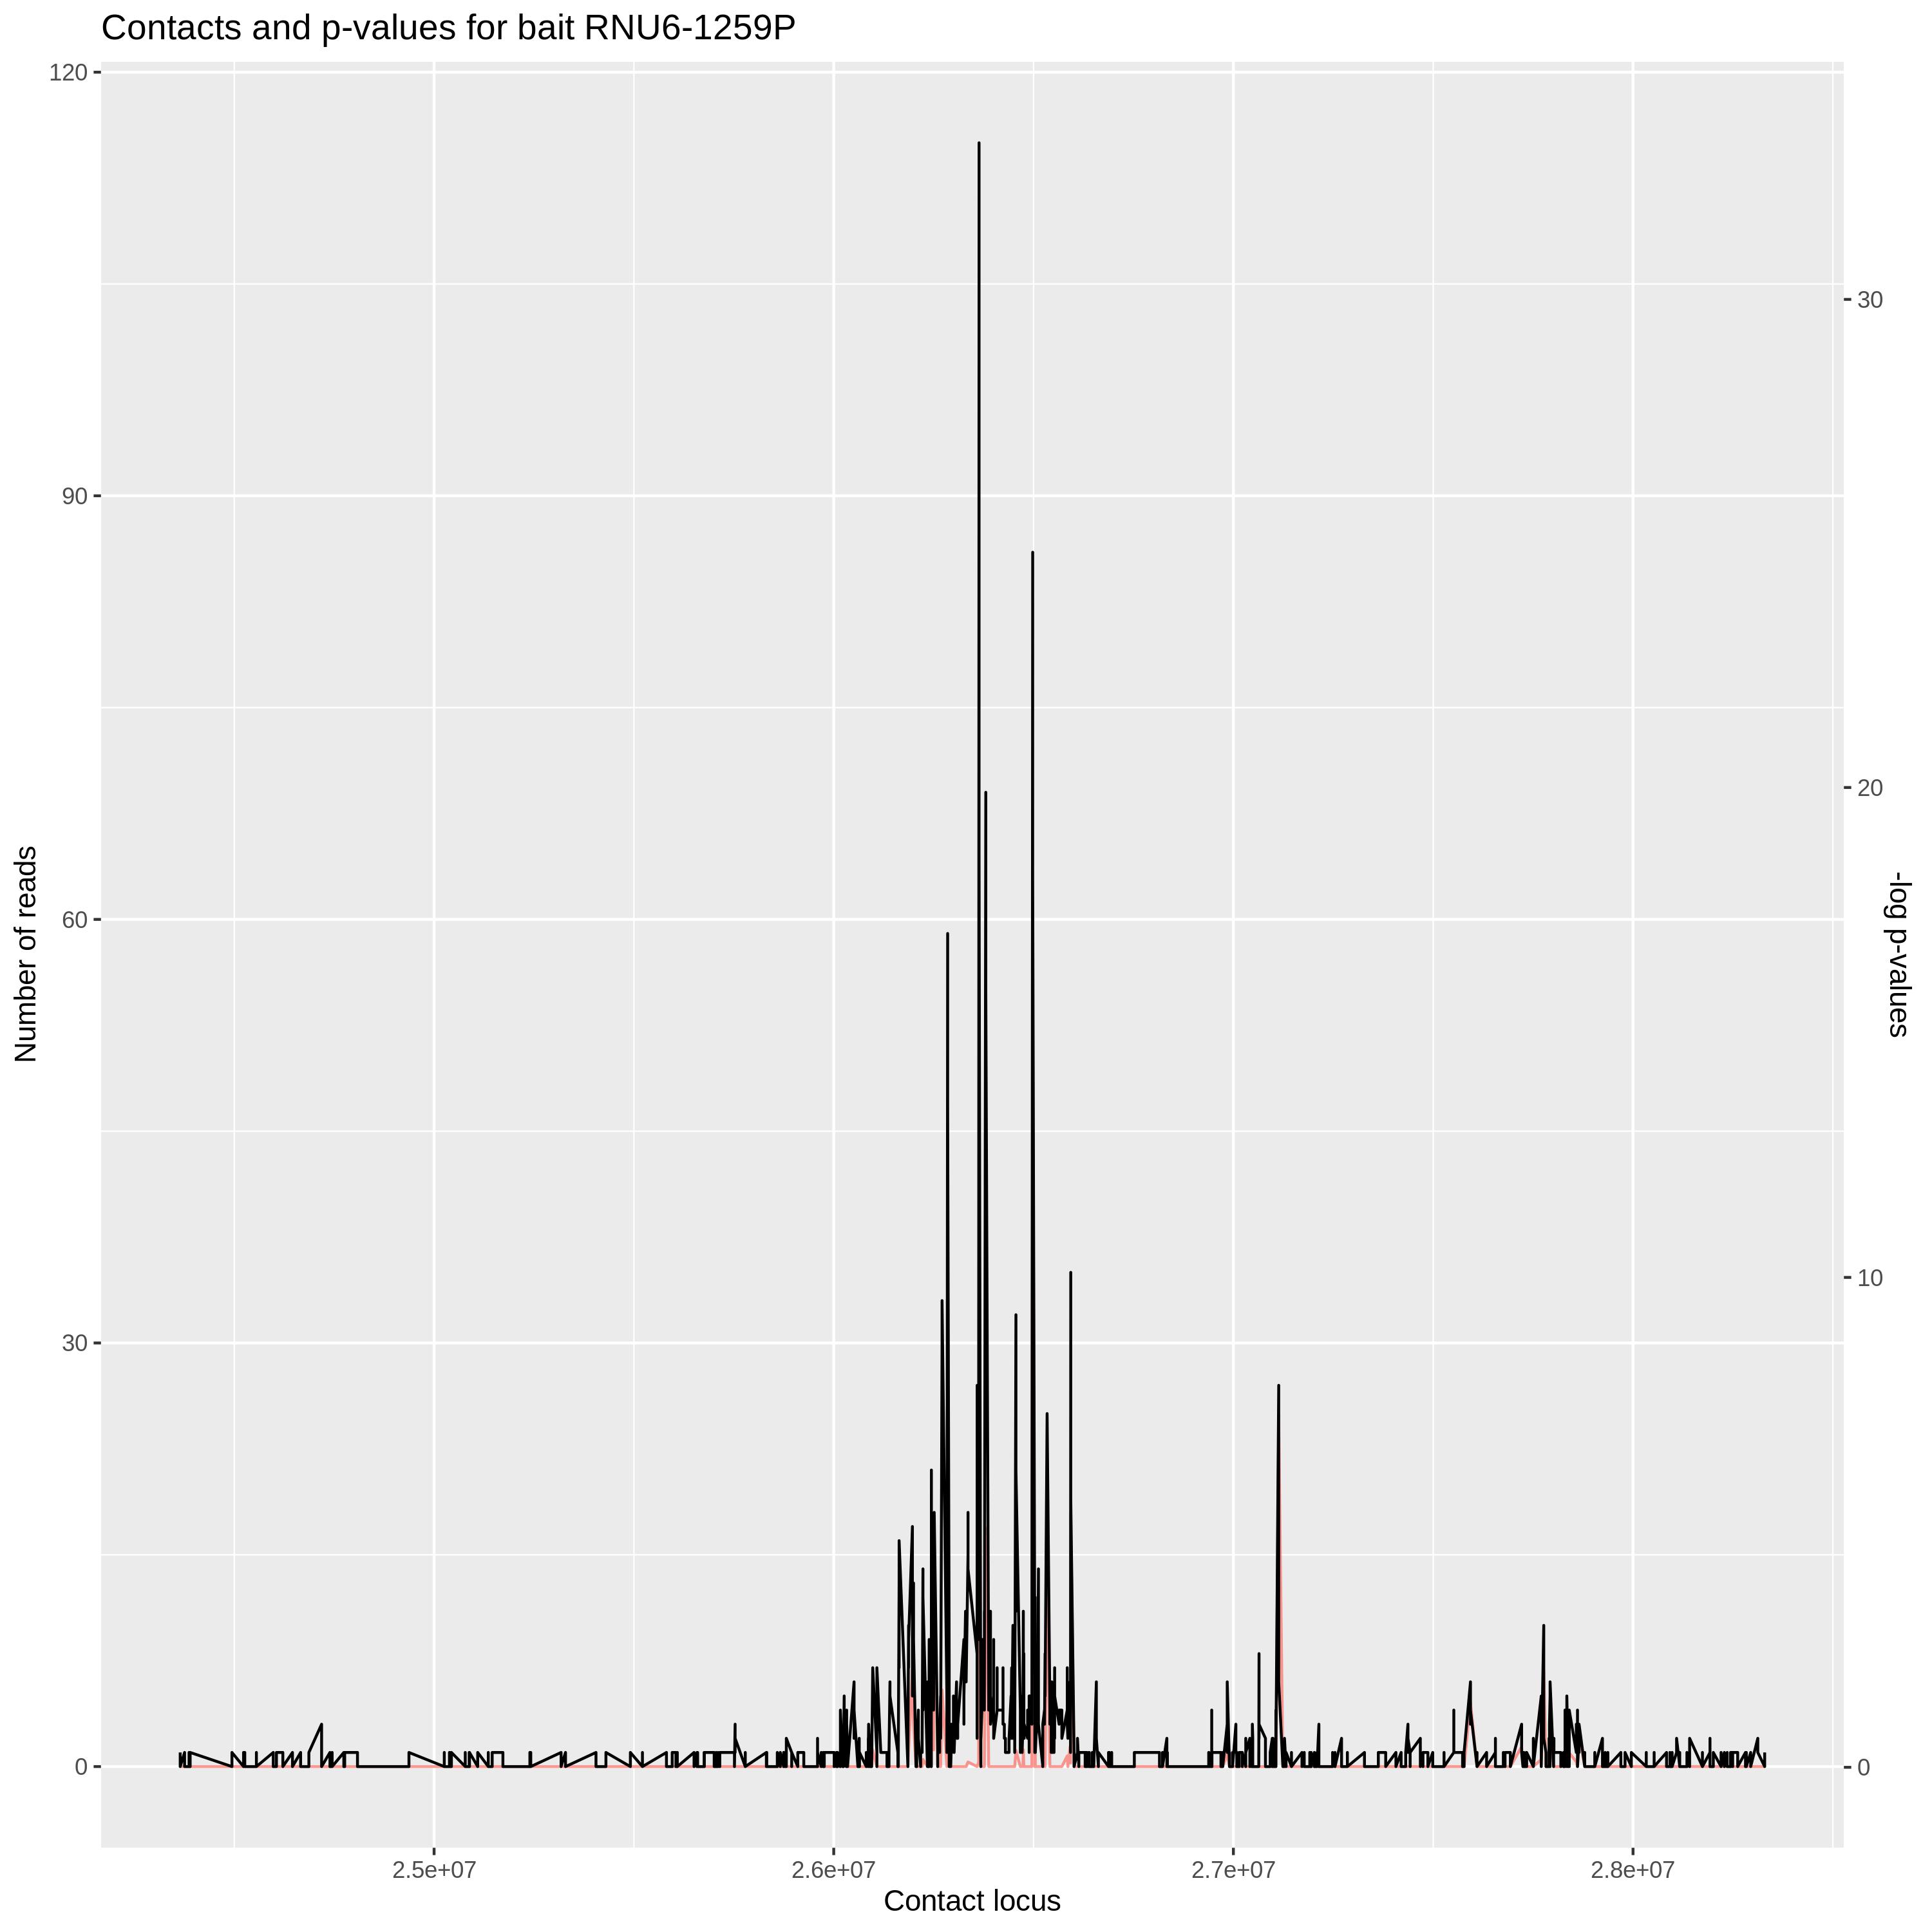 Contacts and p-values for bait RNU6-1259P
120
90
60
30
0
Number of reads
30
20
10
0
-log p-values
2.5e+07
2.6e+07
2.7e+07
2.8e+07
Contact locus